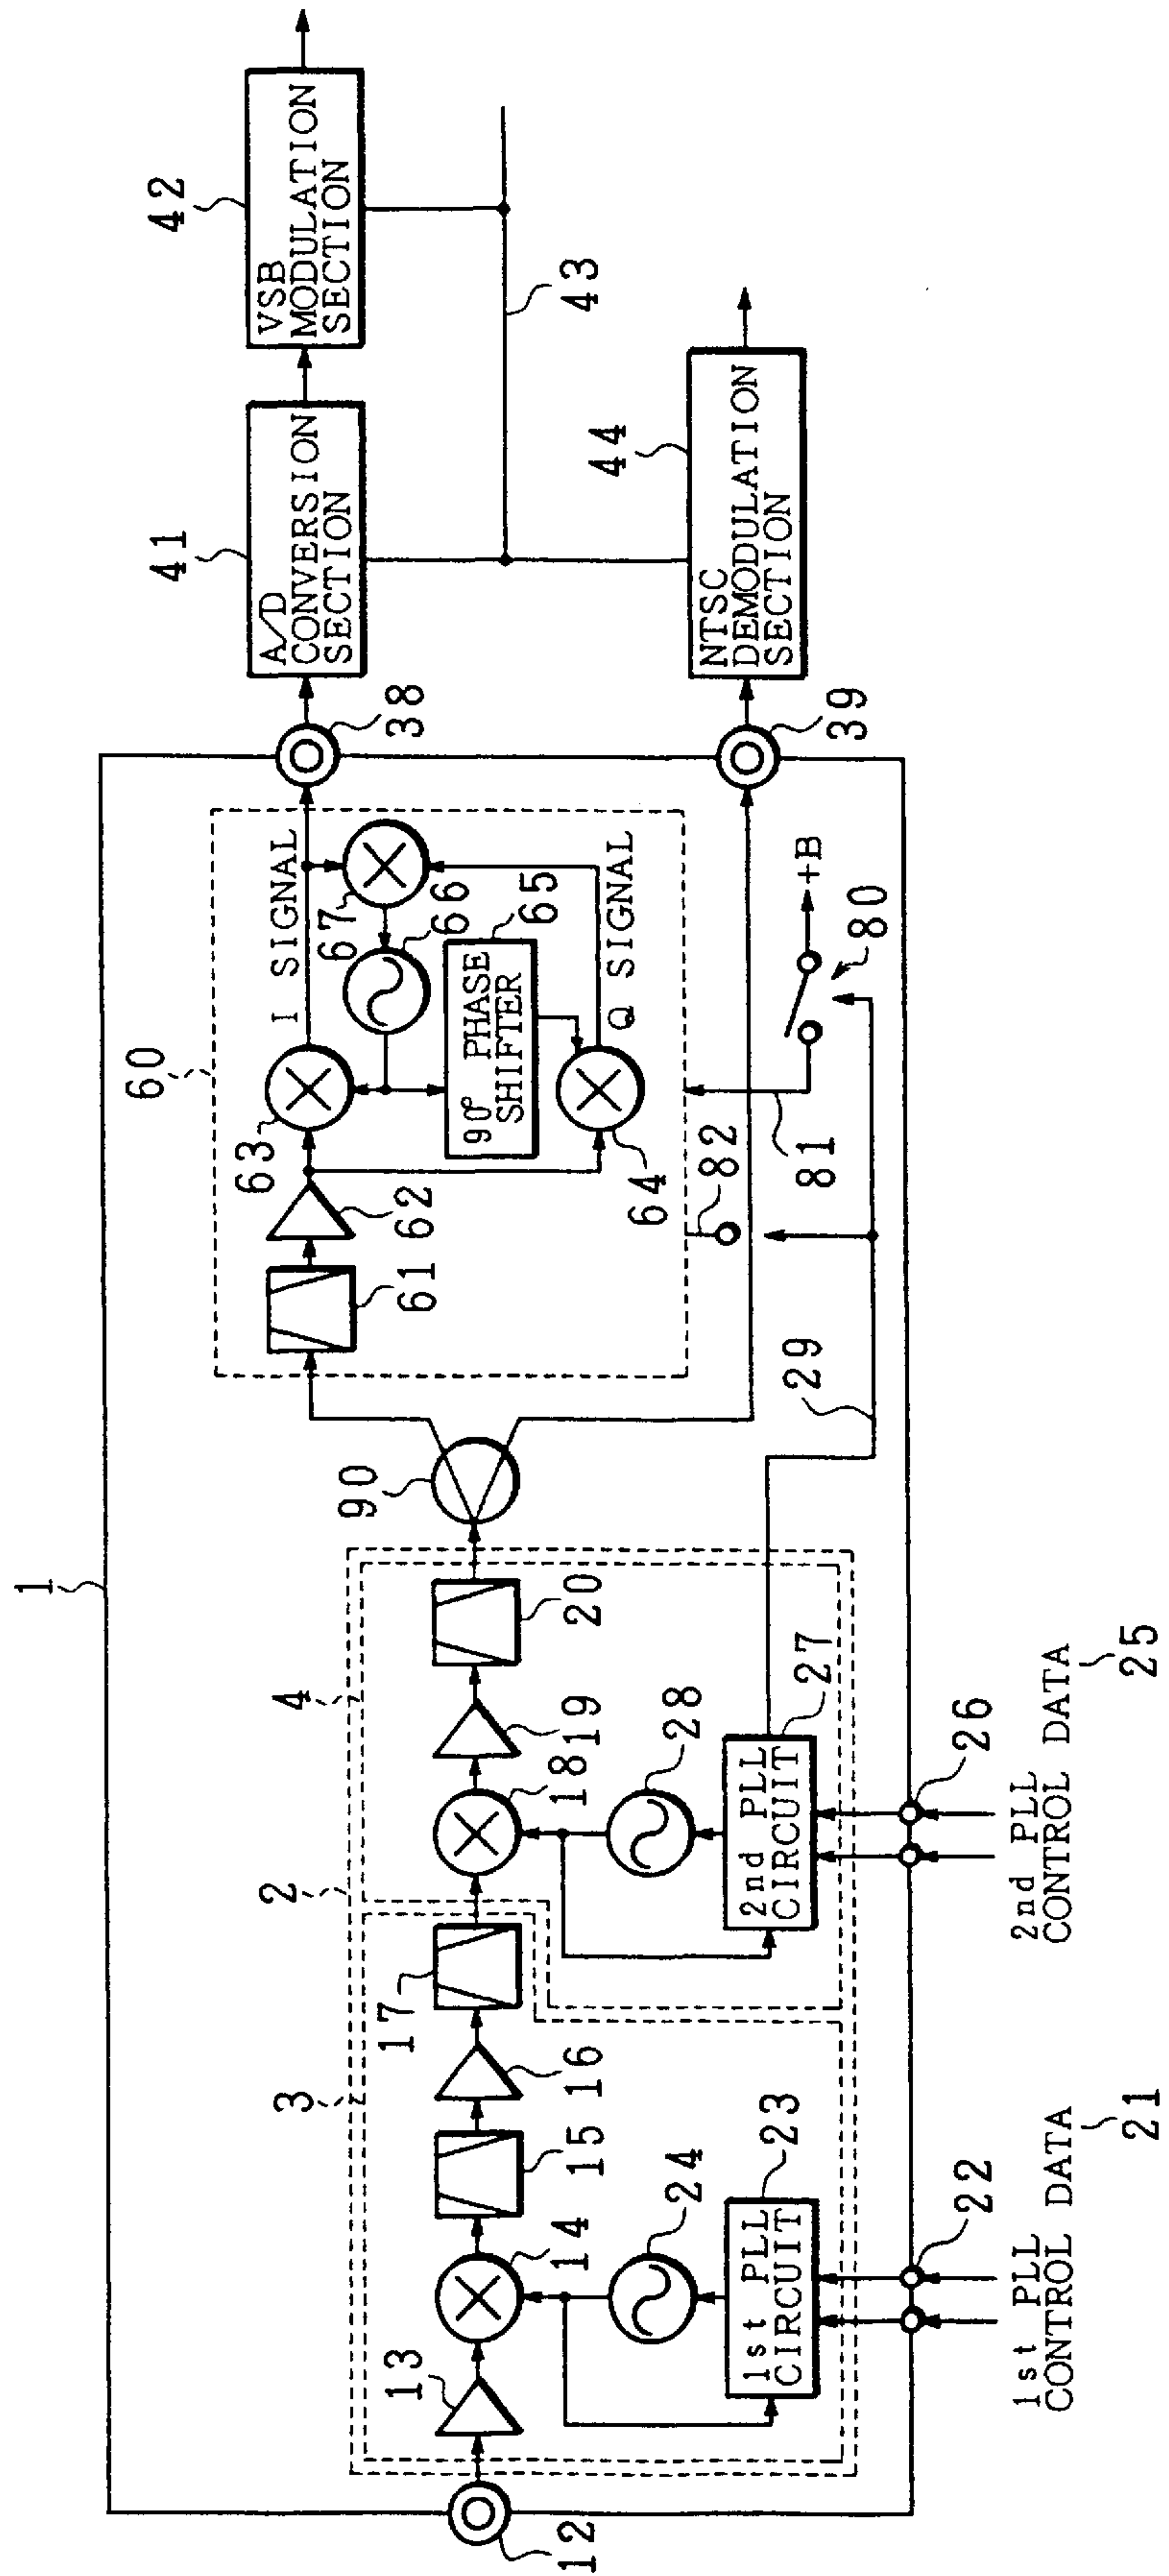 1
42
VSB
MODULATION
SECTION
41
A/D
CONVERSION
SECTION
43
44
NTSC
DEMODULATION
SECTION
38
39
60
I SIGNAL
Q SIGNAL
63
67
66
90° PHASE
SHIFTER
65
64
62
61
+B
80
81
82
29
90
2
4
20
19
18
28
2nd PLL
CIRCUIT
27
26
2nd PLL
CONTROL DATA
25
3
17
16
15
14
13
24
1st PLL
CIRCUIT
23
22
1st PLL
CONTROL DATA
21
12